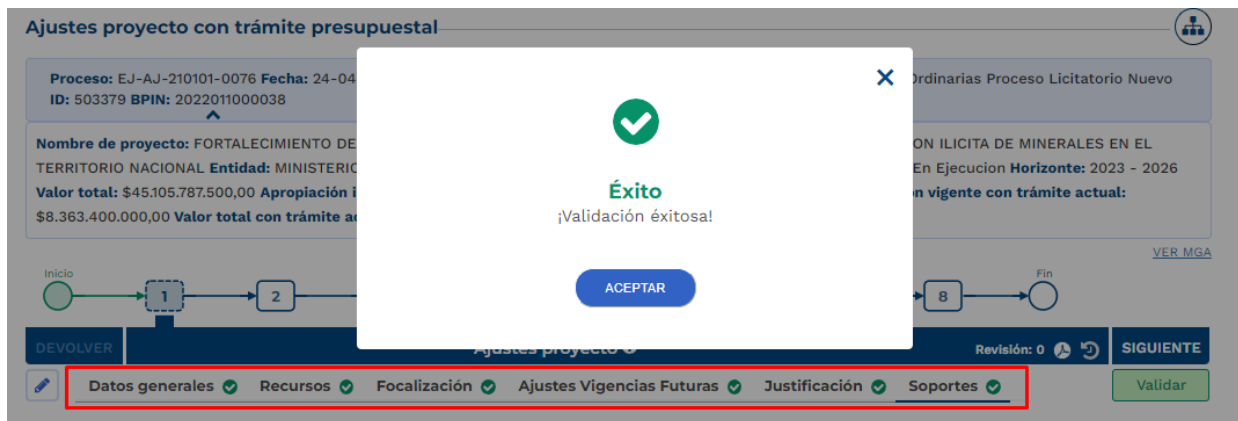 Ajustes proyecto con trámite presupuestal
Proceso: EJ-AJ-210101-0076 Fecha: 24-04 Ordinarias Proceso Licitatorio Nuevo
ID: 503379 BPIN: 2022011000038
Nombre de proyecto: FORTALECIMIENTO DE ON ILICITA DE MINERALES EN EL
TERRITORIO NACIONAL Entidad: MINISTERIO En Ejecucion Horizonte: 2023 - 2026
Valor total: $45.105.787.500,00 Apropiación i n vigente con trámite actual:
$8.363.400.000,00 Valor total con trámite a
Éxito
¡Validación éxitosa!
ACEPTAR
VER MGA
Inicio
Fin
1 2 8
DEVOLVER Ajustes proyecto Revisión: 0 SIGUIENTE
Datos generales Recursos Focalización Ajustes Vigencias Futuras Justificación Soportes Validar